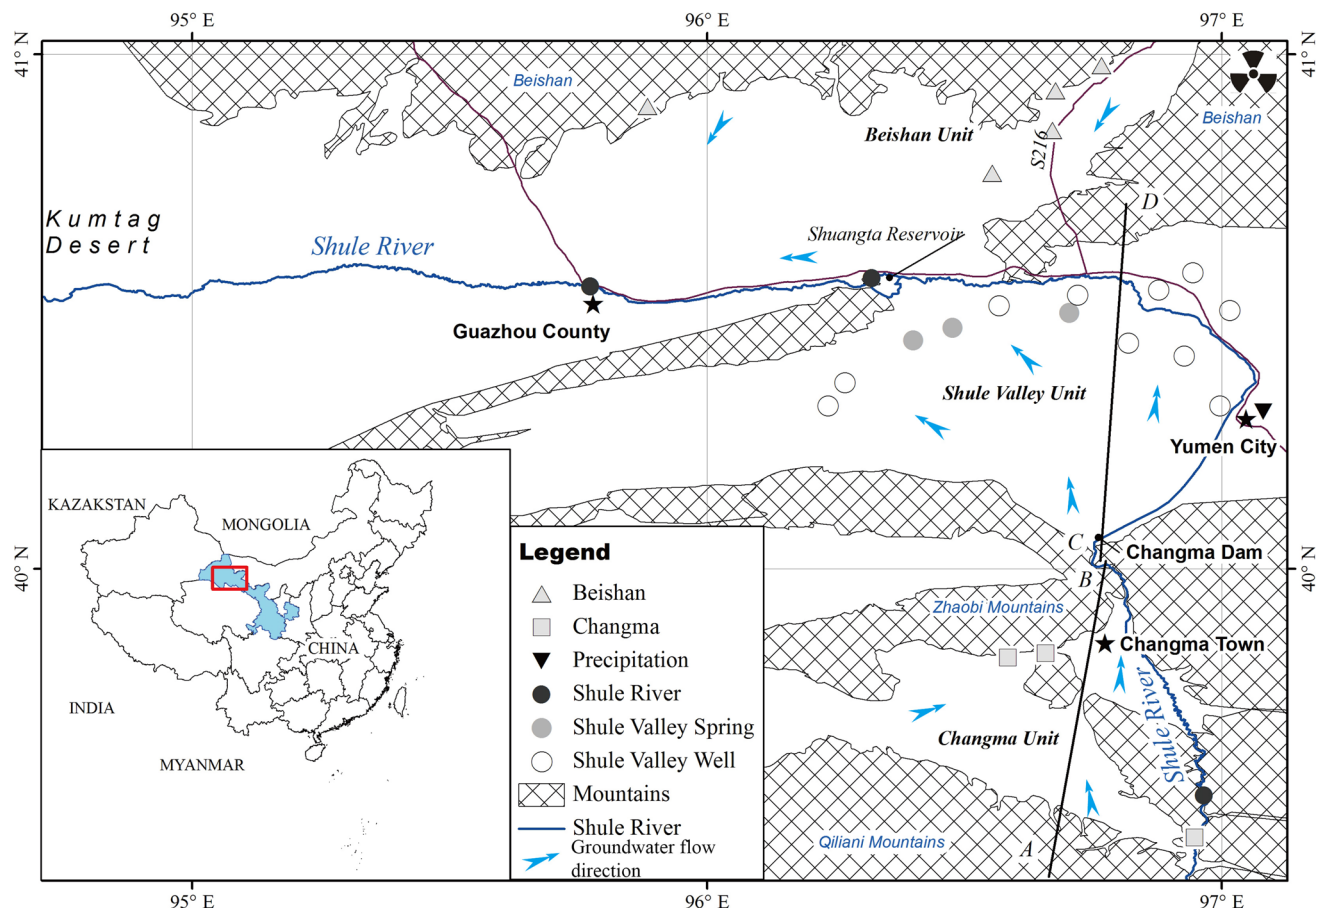 95° E
96° E
97° E
41° N
41° N
Beishan
Beishan
Beishan Unit
S216
Kumtag
Desert
D
Shule River
Shuangta Reservoir
Guazhou County
Shule Valley Unit
Yumen City
C
Changma Dam
B
40° N
40° N
Zhaobi Mountains
Changma Town
Shule River
Changma Unit
Qiliani Mountains
A
KAZAKSTAN
MONGOLIA
CHINA
INDIA
MYANMAR
Legend
Beishan
Changma
Precipitation
Shule River
Shule Valley Spring
Shule Valley Well
Mountains
Shule River
Groundwater flow
direction
95° E
96° E
97° E